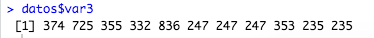 > datos$var3
[1] 374 725 355 332 836 247 247 247 353 235 235